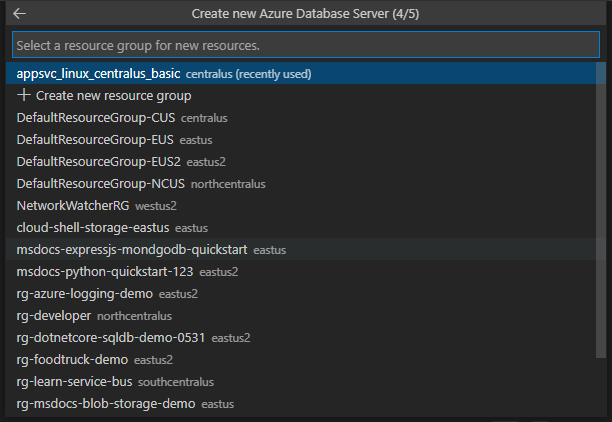 Create new Azure Database Server (4/5)
Select a resource group for new resources.
appsvc_linux_centralus_basic centralus (recently used)
+ Create new resource group
DefaultResourceGroup-CUS centralus
DefaultResourceGroup-EUS eastus
DefaultResourceGroup-EUS2 eastus2
DefaultResourceGroup-NCUS northcentralus
NetworkWatcherRG westus2
cloud-shell-storage-eastus eastus
msdocs-expressjs-mondgodb-quickstart eastus
msdocs-python-quickstart-123 eastus2
rg-azure-logging-demo eastus2
rg-developer northcentralus
rg-dotnetcore-sqldb-demo-0531 eastus2
rg-foodtruck-demo eastus2
rg-learn-service-bus southcentralus
rg-msdocs-blob-storage-demo eastus